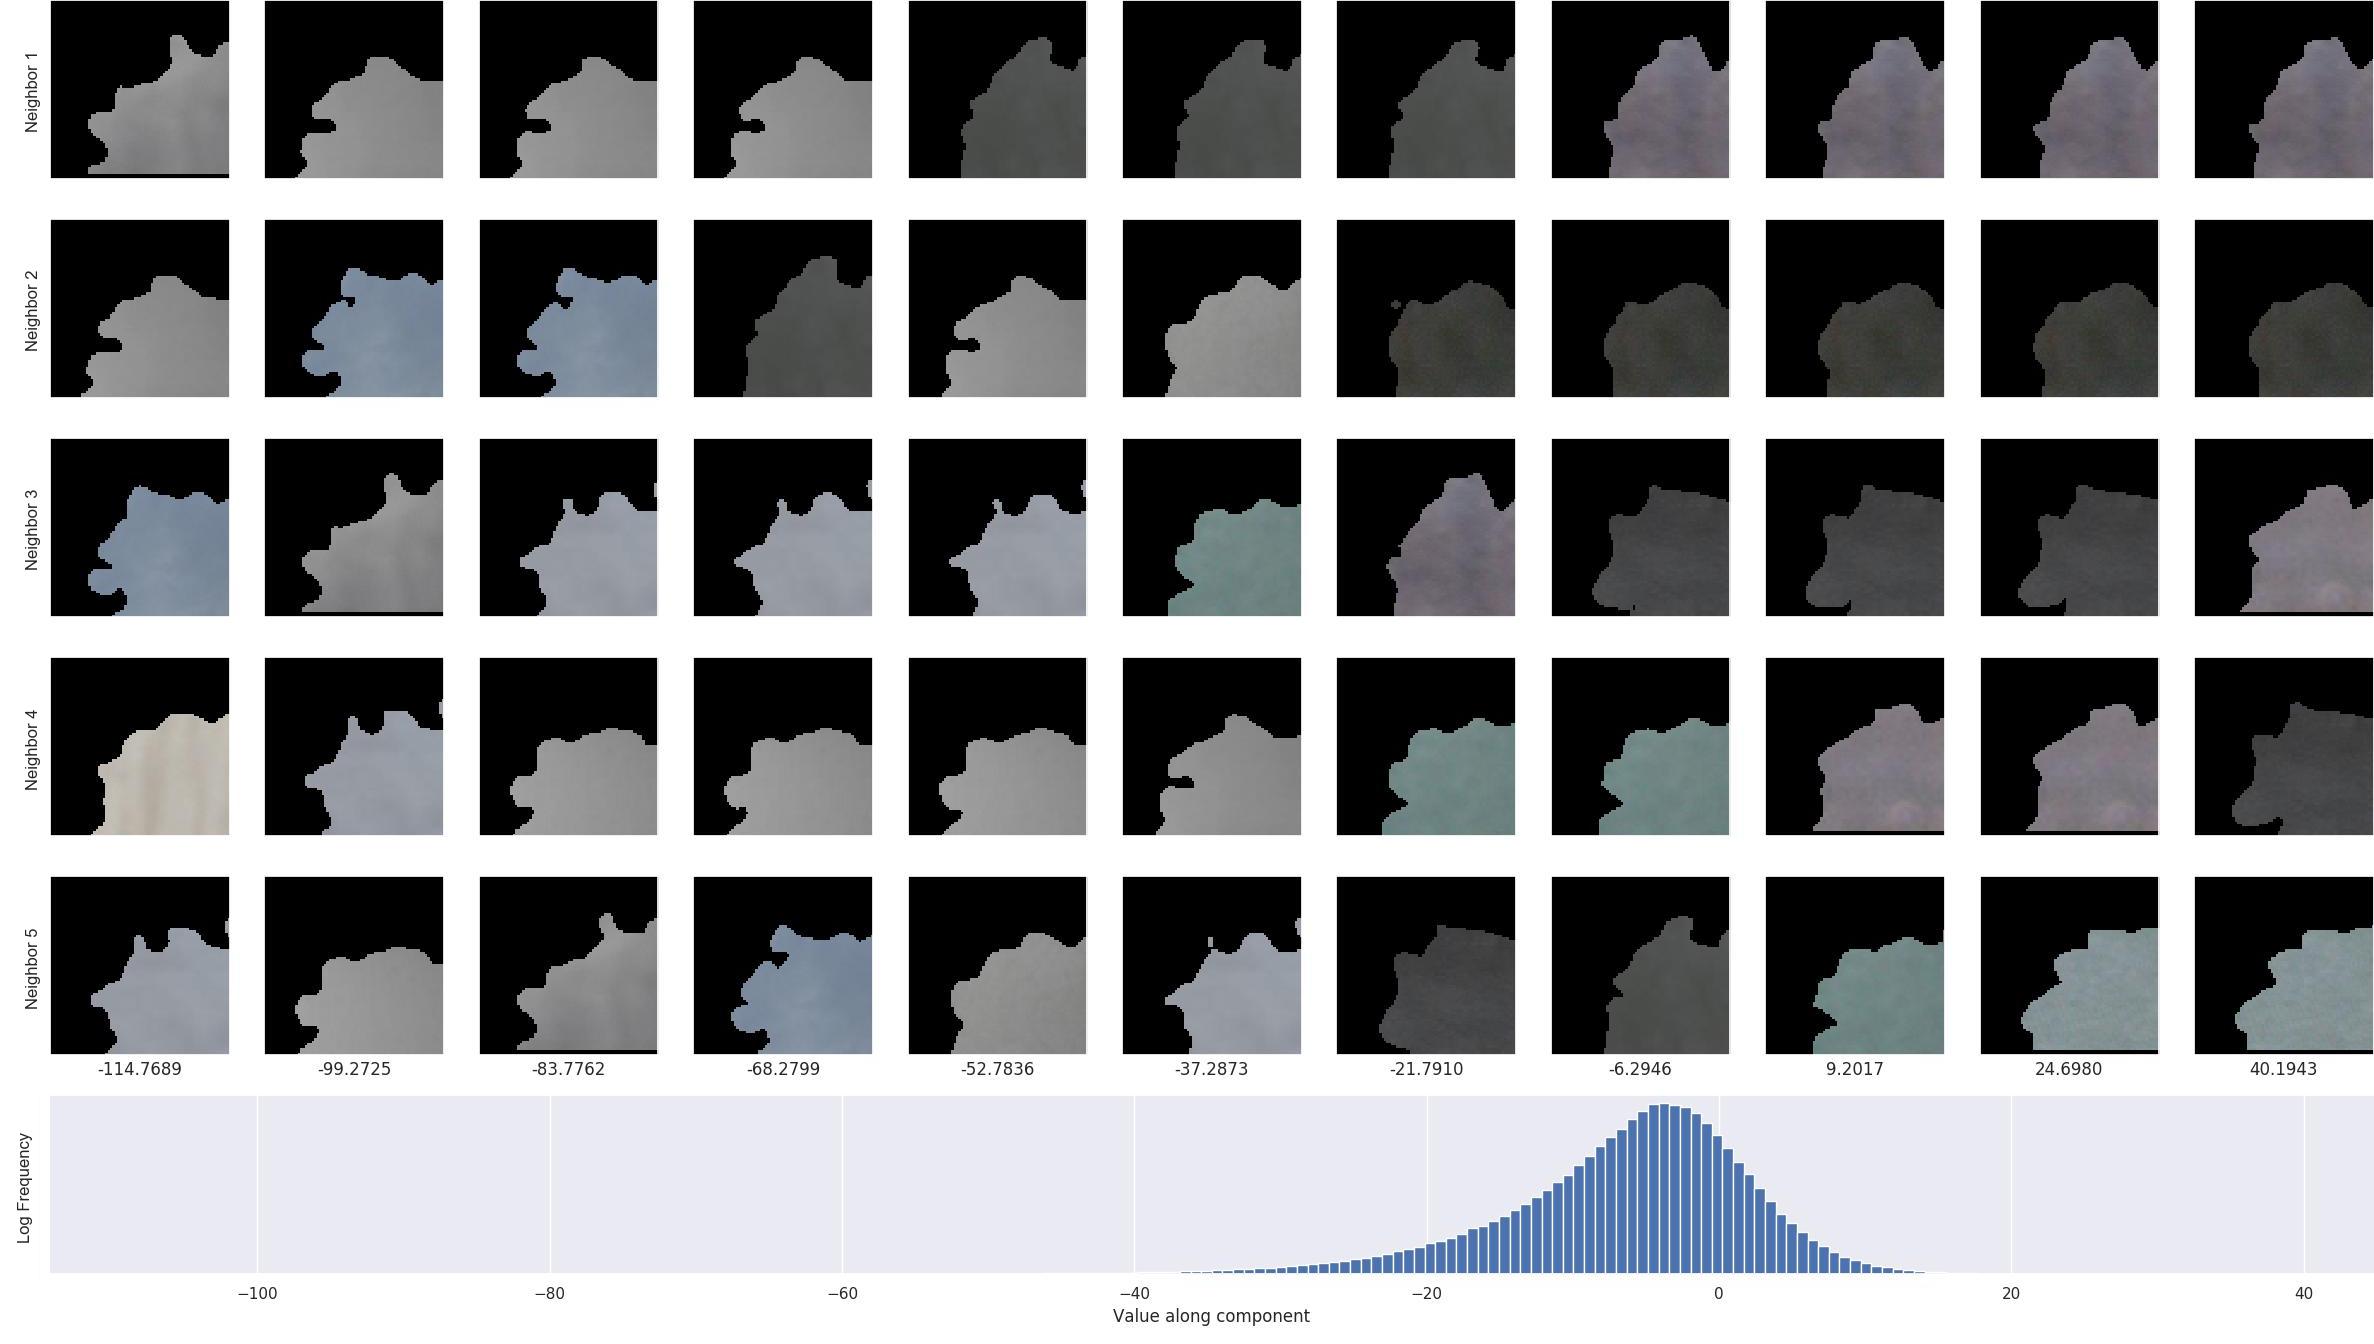 Neighbor 1
Neighbor 2
Neighbor 3
Neighbor 4
Neighbor 5
-114.7689 -99.2725 -83.7762 -68.2799 -52.7836 -37.2873 -21.7910 -6.2946 9.2017 24.6980 40.1943
Log Frequency
−100 −80 −60 −40 −20 0 20 40
Value along component